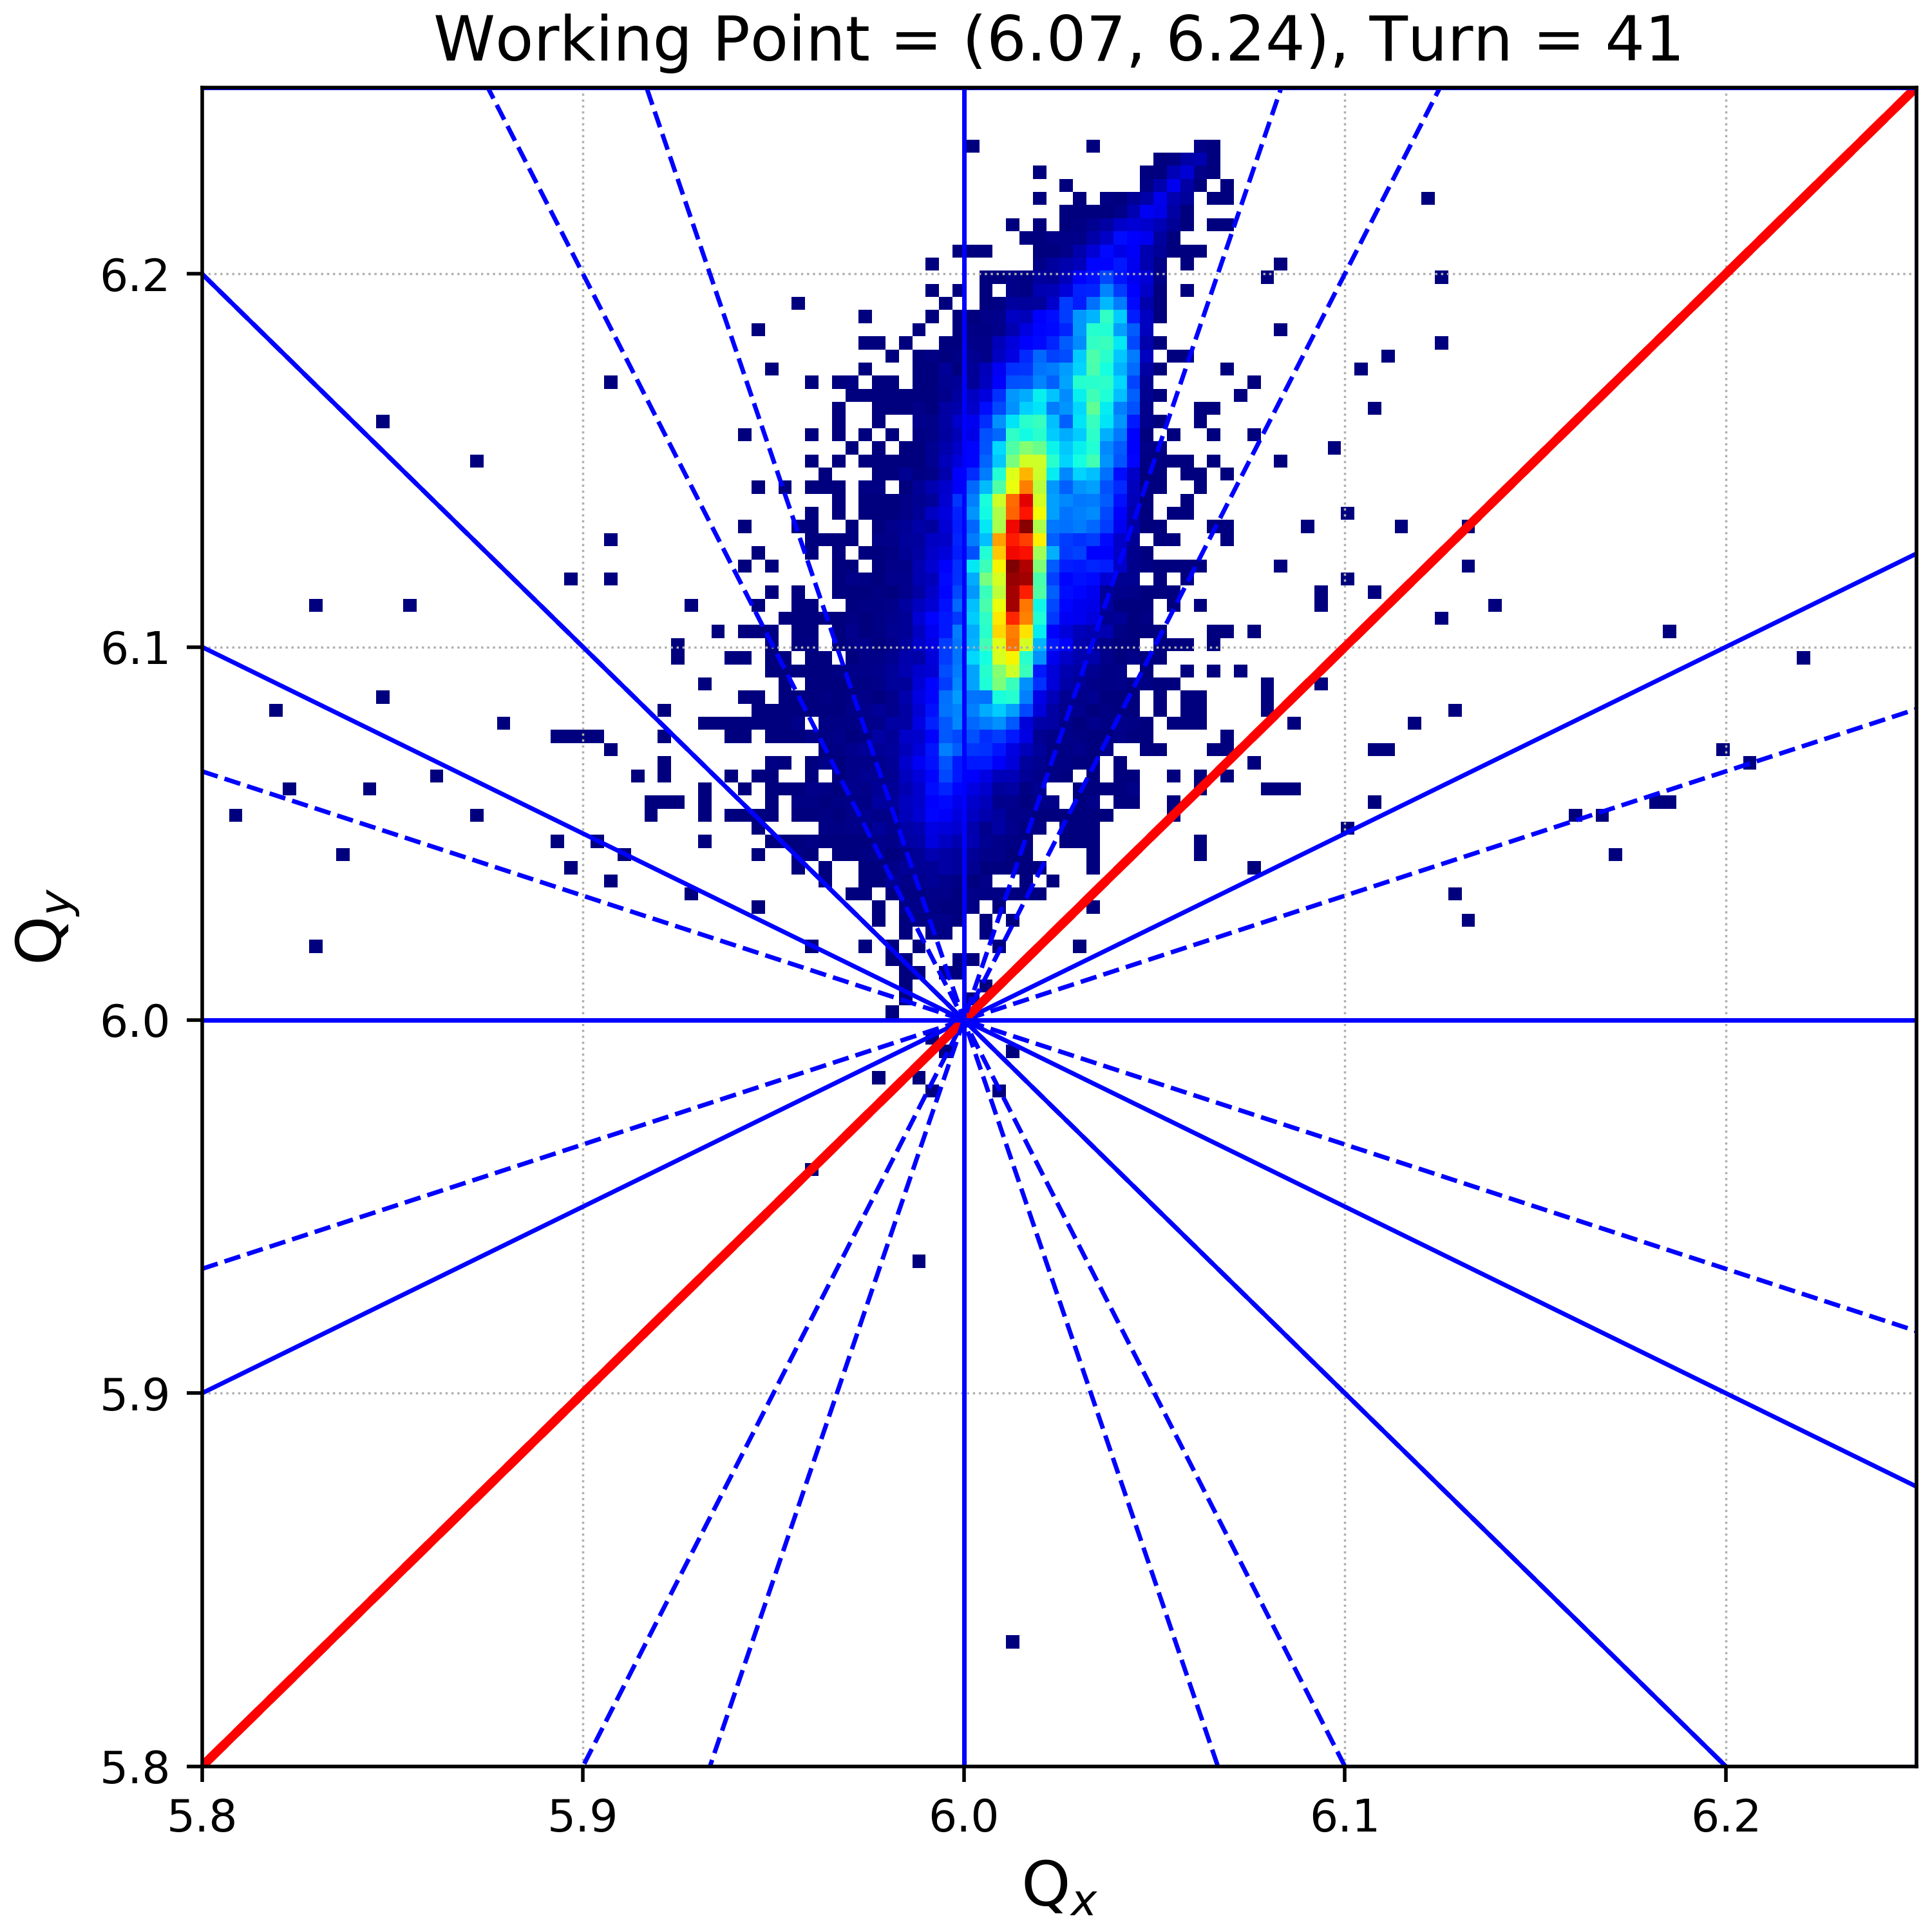 Working Point = (6.07, 6.24), Turn = 41
6.2
6.1
6.0
5.9
5.8
Qy
5.8 5.9 6.0 6.1 6.2
Qx